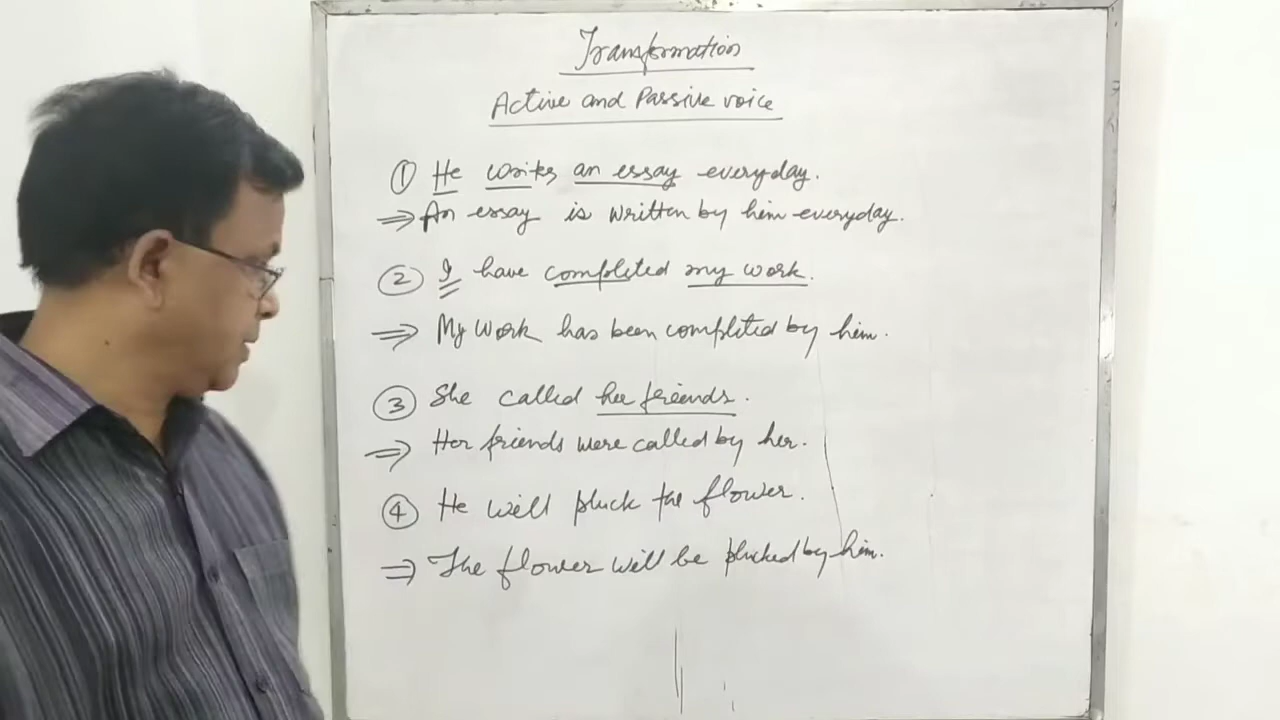 Transformation
Active and Passive voice
① He writes an essay everyday.
⇒ An essay is written by him everyday.
② I have completed my work.
⇒ My work has been completed by him.
③ She called her friends.
⇒ Her friends were called by her.
④ He will pluck the flower.
⇒ The flower will be plucked by him.